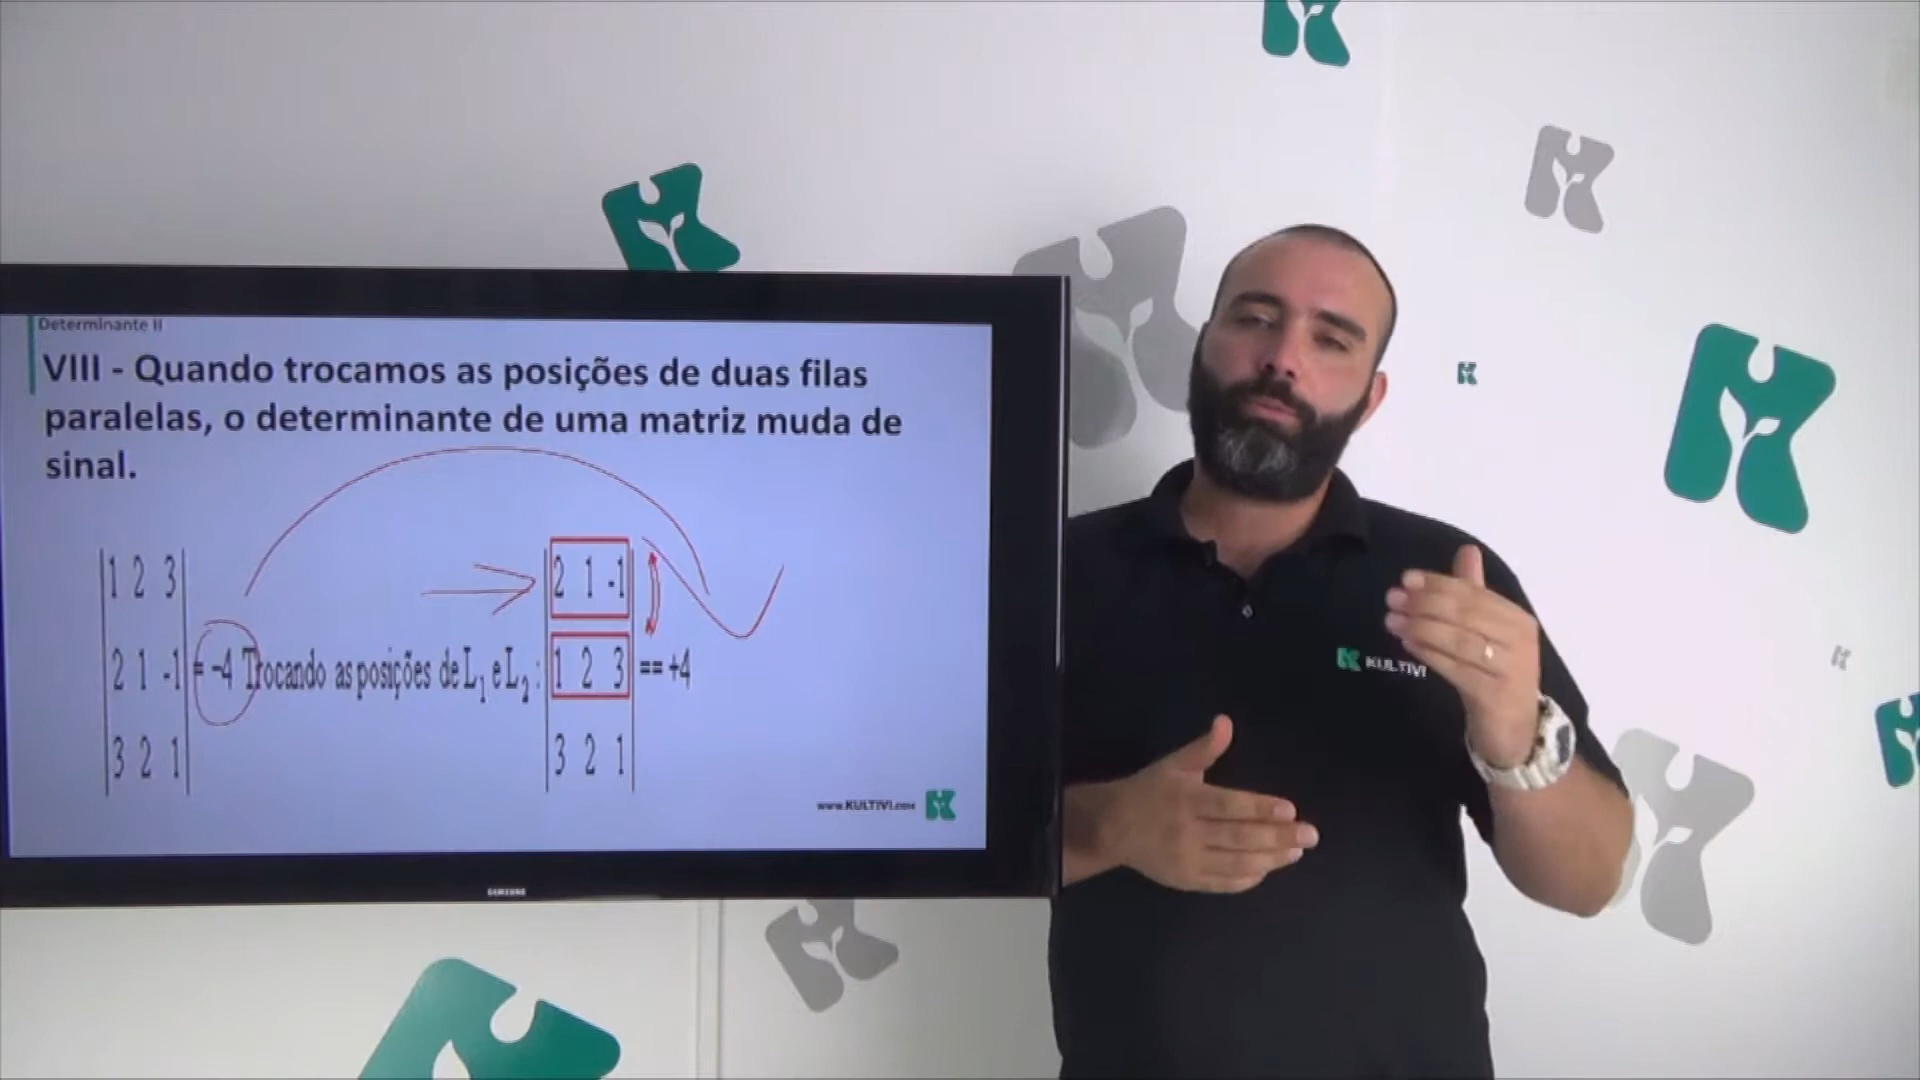 Determinante II
VIII - Quando trocamos as posições de duas filas
paralelas, o determinante de uma matriz muda de
sinal.
1 2 3
2 1 -1 = -4 Trocando as posições de L₁ e L₂ :
3 2 1
2 1 -1
1 2 3 == +4
3 2 1
www.KULTIVI.com
SAMSUNG
KULTIVI